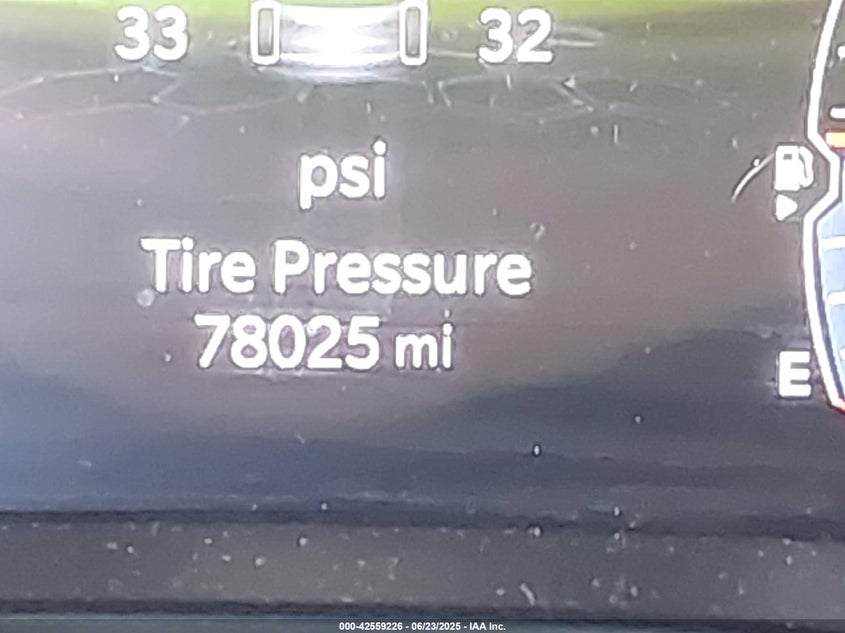 33 32
psi
Tire Pressure
78025 mi
E
000-42559226 - 06/23/2025 - IAA Inc.